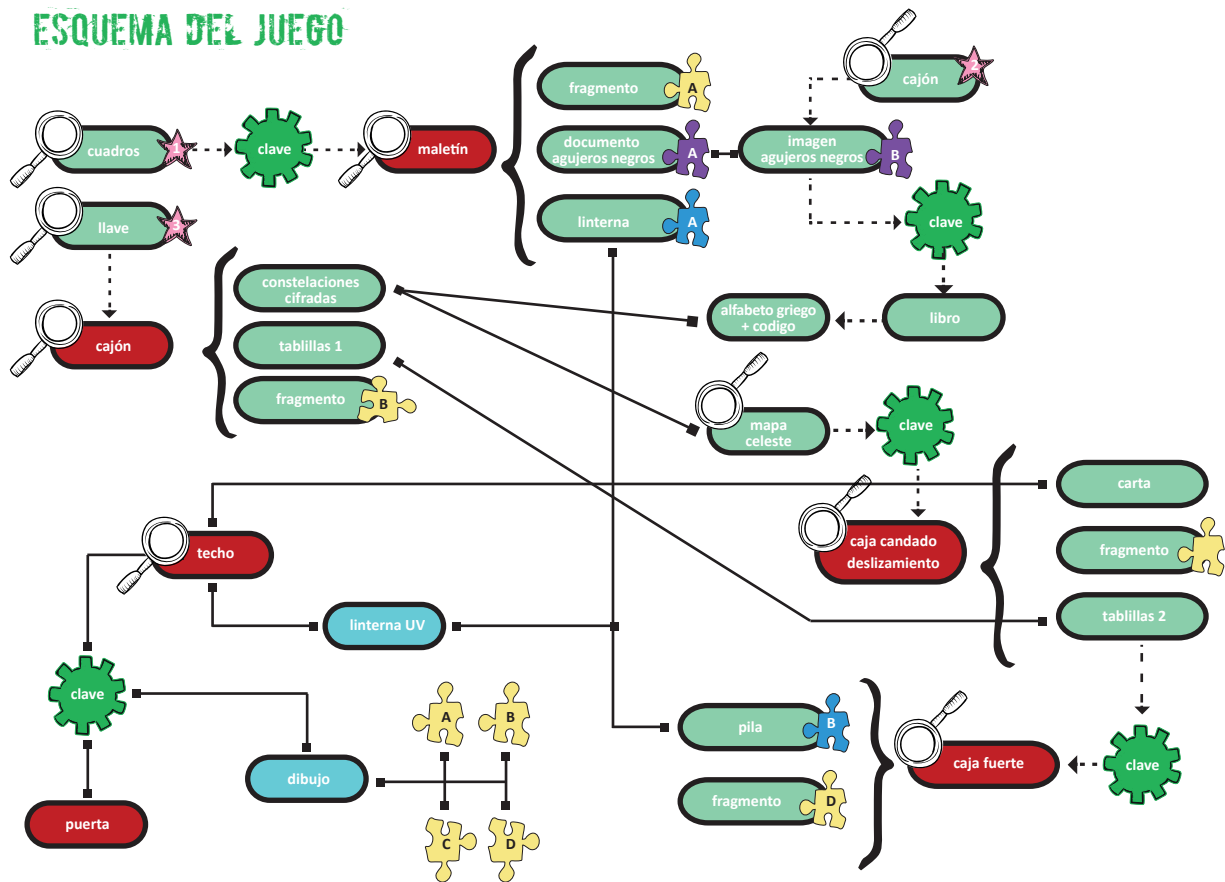 ESQUEMA DEL JUEGO
fragmento
A
cajón
2
cuadros
1
clave
maletín
documento
agujeros negros
A
imagen
agujeros negros
B
llave
3
linterna
A
clave
constelaciones
cifradas
alfabeto griego
+ codigo
libro
cajón
tablillas 1
fragmento
B
mapa
celeste
clave
carta
techo
caja candado
deslizamiento
fragmento
linterna UV
tablillas 2
clave
A
B
pila
B
dibujo
caja fuerte
clave
fragmento
D
puerta
C
D